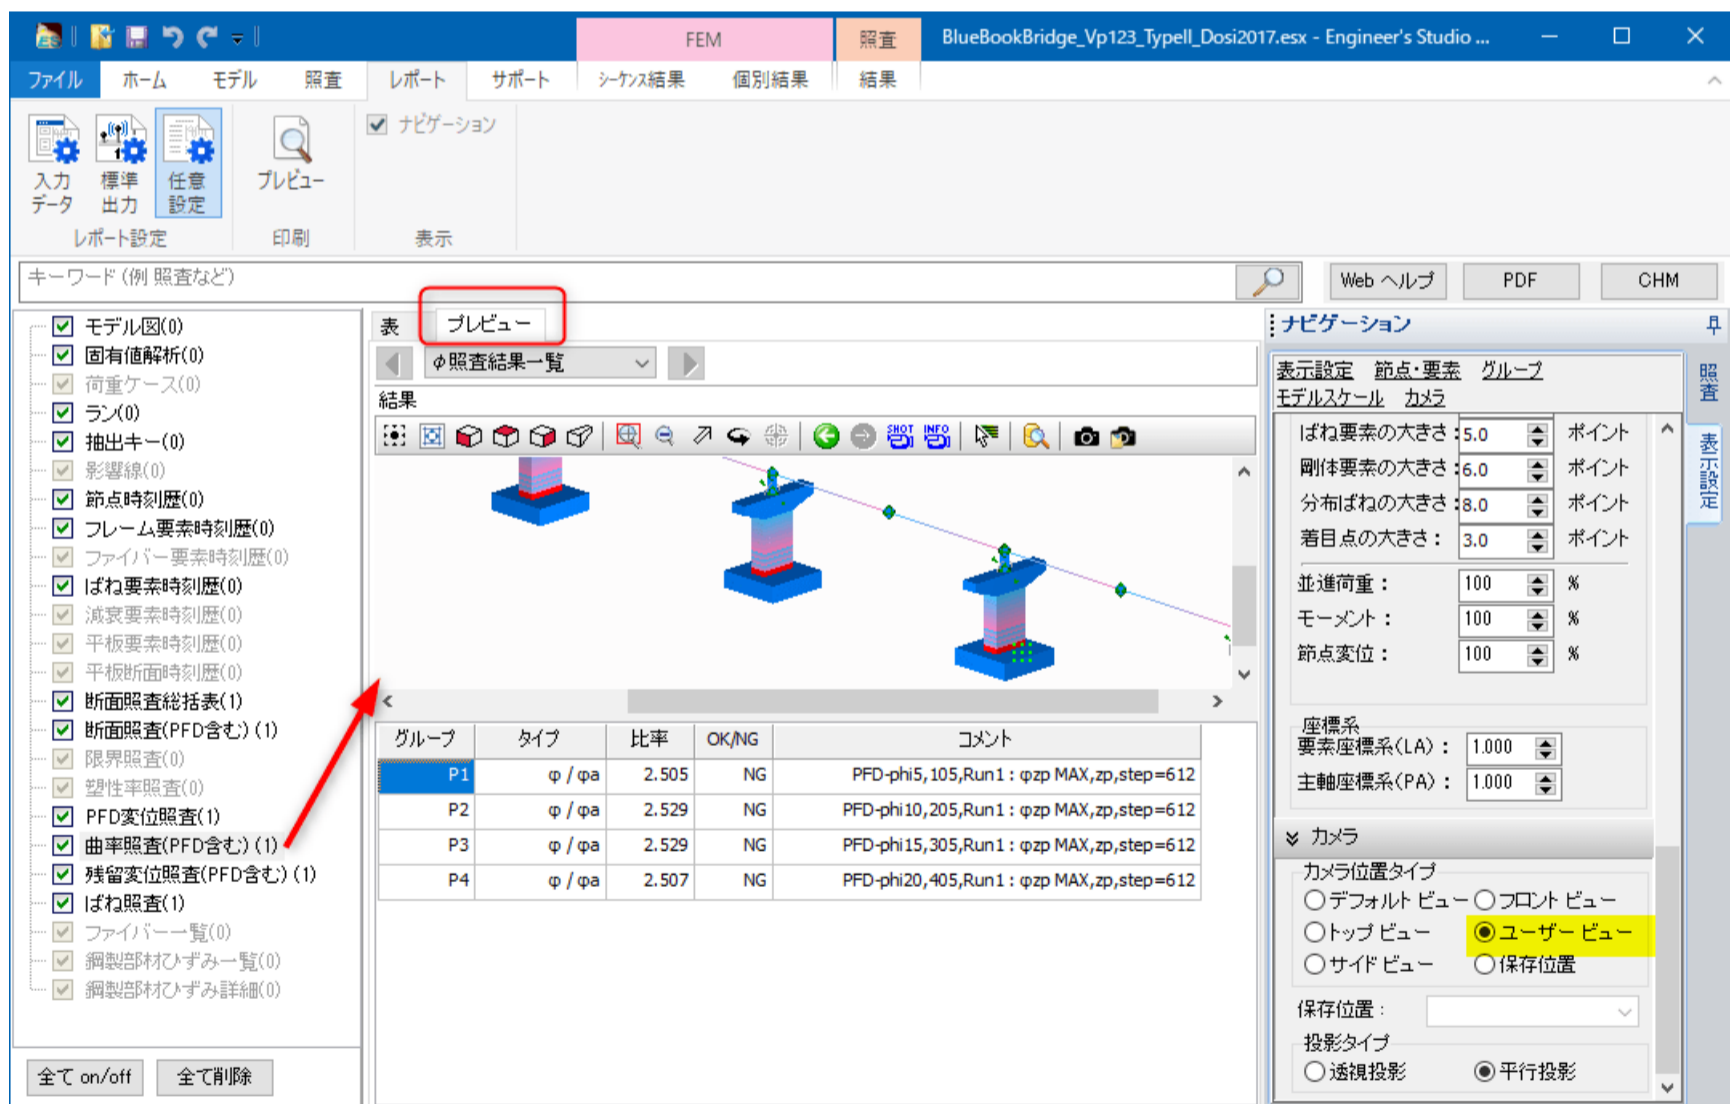 FEM
照査
BlueBookBridge_Vp123_TypeII_Dosi2017.esx - Engineer's Studio ...
ファイル ホーム モデル 照査 レポート サポート シーケンス結果 個別結果 結果
入力
データ
標準
出力
任意
設定
プレビュー
ナビゲーション
レポート設定 印刷 表示
キーワード (例 照査など)
Web ヘルプ PDF CHM
モデル図(0)
固有値解析(0)
荷重ケース(0)
ラン(0)
抽出キー(0)
影響線(0)
節点時刻歴(0)
フレーム要素時刻歴(0)
ファイバー要素時刻歴(0)
ばね要素時刻歴(0)
減衰要素時刻歴(0)
平板要素時刻歴(0)
平板断面時刻歴(0)
断面照査総括表(1)
断面照査(PFD含む) (1)
限界照査(0)
塑性率照査(0)
PFD変位照査(1)
曲率照査(PFD含む) (1)
残留変位照査(PFD含む) (1)
ばね照査(1)
ファイバー一覧(0)
鋼製部材ひずみ一覧(0)
鋼製部材ひずみ詳細(0)
全て on/off 全て削除
表 プレビュー
φ照査結果一覧
結果
SHOT INFO
グループ タイプ 比率 OK/NG コメント
P1 φ / φa 2.505 NG PFD-phi5,105,Run1 : φzp MAX,zp,step=612
P2 φ / φa 2.529 NG PFD-phi10,205,Run1 : φzp MAX,zp,step=612
P3 φ / φa 2.529 NG PFD-phi15,305,Run1 : φzp MAX,zp,step=612
P4 φ / φa 2.507 NG PFD-phi20,405,Run1 : φzp MAX,zp,step=612
ナビゲーション
表示設定 節点・要素 グループ
モデルスケール カメラ
ばね要素の大きさ : 5.0 ポイント
剛体要素の大きさ : 6.0 ポイント
分布ばねの大きさ : 8.0 ポイント
着目点の大きさ : 3.0 ポイント
並進荷重 : 100 %
モーメント : 100 %
節点変位 : 100 %
座標系
要素座標系(LA) : 1.000
主軸座標系(PA) : 1.000
カメラ
カメラ位置タイプ
デフォルト ビュー フロント ビュー
トップ ビュー ユーザー ビュー
サイド ビュー 保存位置
保存位置 :
投影タイプ
透視投影 平行投影
照査
表示設定